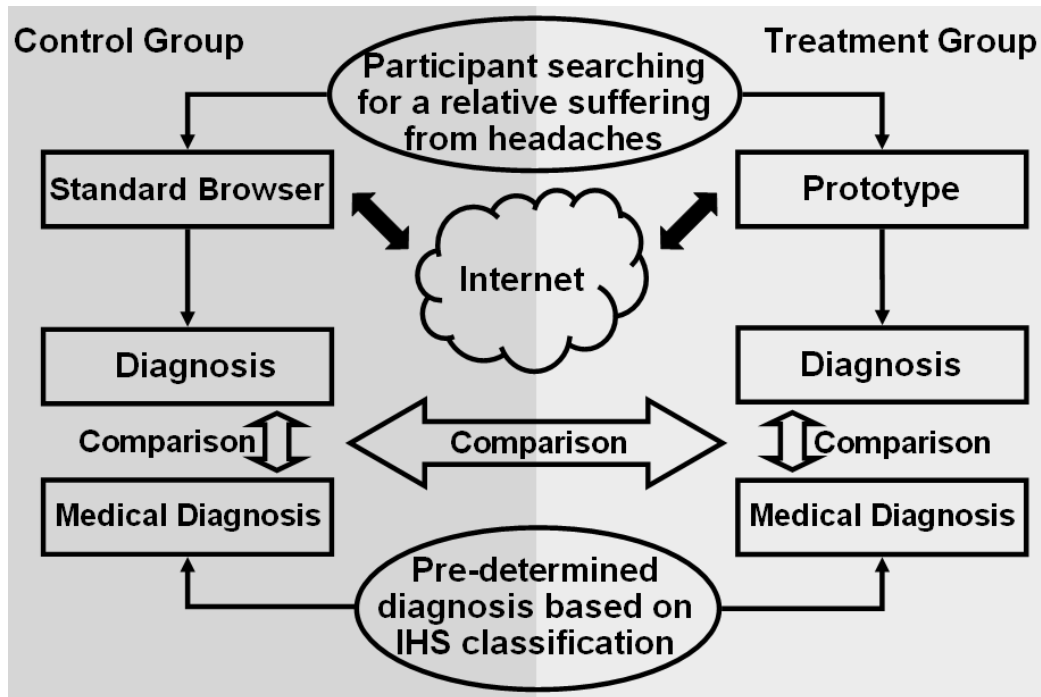 Control Group
Treatment Group
Participant searching
for a relative suffering
from headaches
Standard Browser
Prototype
Internet
Diagnosis
Diagnosis
Comparison
Comparison
Comparison
Medical Diagnosis
Medical Diagnosis
Pre-determined
diagnosis based on
IHS classification